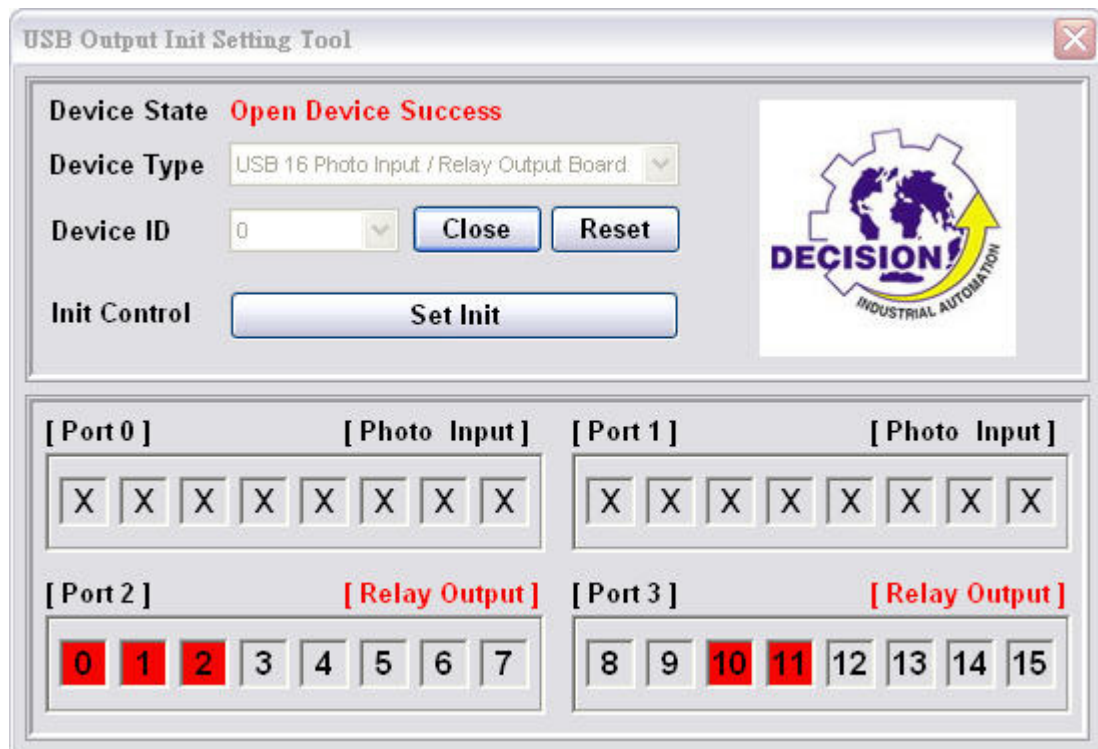 USB Output Init Setting Tool
Device State Open Device Success
Device Type USB 16 Photo Input / Relay Output Board
Device ID 0 Close Reset
Init Control Set Init
DECISION
INDUSTRIAL AUTOMATION
[ Port 0 ] [ Photo Input ] [ Port 1 ] [ Photo Input ]
X X X X X X X X X X X X X X X X
[ Port 2 ] [ Relay Output ] [ Port 3 ] [ Relay Output ]
0 1 2 3 4 5 6 7 8 9 10 11 12 13 14 15